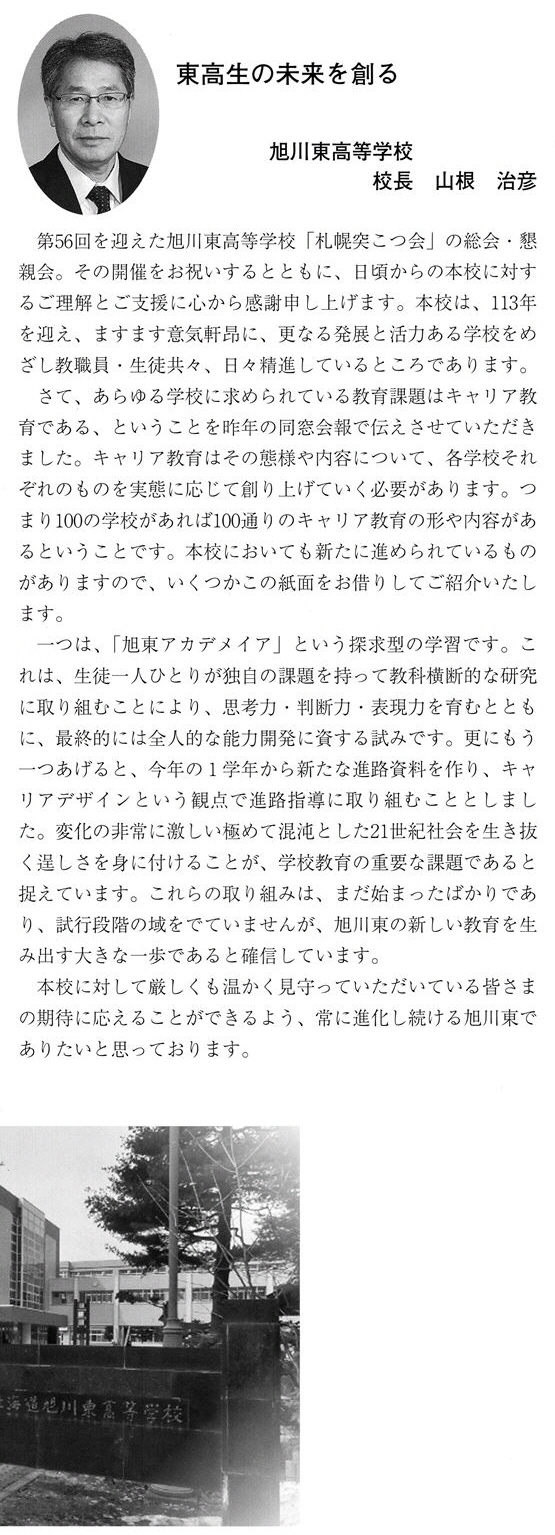 東高生の未来を創る
旭川東高等学校
校長　山根　治彦
　第56回を迎えた旭川東高等学校「札幌突こつ会」の総会・懇
親会。その開催をお祝いするとともに、日頃からの本校に対す
るご理解とご支援に心から感謝申し上げます。本校は、113年
を迎え、ますます意気軒昂に、更なる発展と活力ある学校をめ
ざし教職員・生徒共々、日々精進しているところであります。
　さて、あらゆる学校に求められている教育課題はキャリア教
育である、ということを昨年の同窓会報で伝えさせていただき
ました。キャリア教育はその態様や内容について、各学校それ
ぞれのものを実態に応じて創り上げていく必要があります。つ
まり100の学校があれば100通りのキャリア教育の形や内容があ
るということです。本校においても新たに進められているもの
がありますので、いくつかこの紙面をお借りしてご紹介いたし
ます。
　一つは、「旭東アカデメイア」という探求型の学習です。こ
れは、生徒一人ひとりが独自の課題を持って教科横断的な研究
に取り組むことにより、思考力・判断力・表現力を育むととも
に、最終的には全人的な能力開発に資する試みです。更にもう
一つあげると、今年の１学年から新たな進路資料を作り、キャ
リアデザインという観点で進路指導に取り組むこととしまし
た。変化の非常に激しい極めて混沌とした21世紀社会を生き抜
く逞しさを身に付けることが、学校教育の重要な課題であると
捉えています。これらの取り組みは、まだ始まったばかりであ
り、試行段階の域をでていませんが、旭川東の新しい教育を生
み出す大きな一歩であると確信しています。
　本校に対して厳しくも温かく見守っていただいている皆さま
の期待に応えることができるよう、常に進化し続ける旭川東で
ありたいと思っております。
海道旭川東高等学校